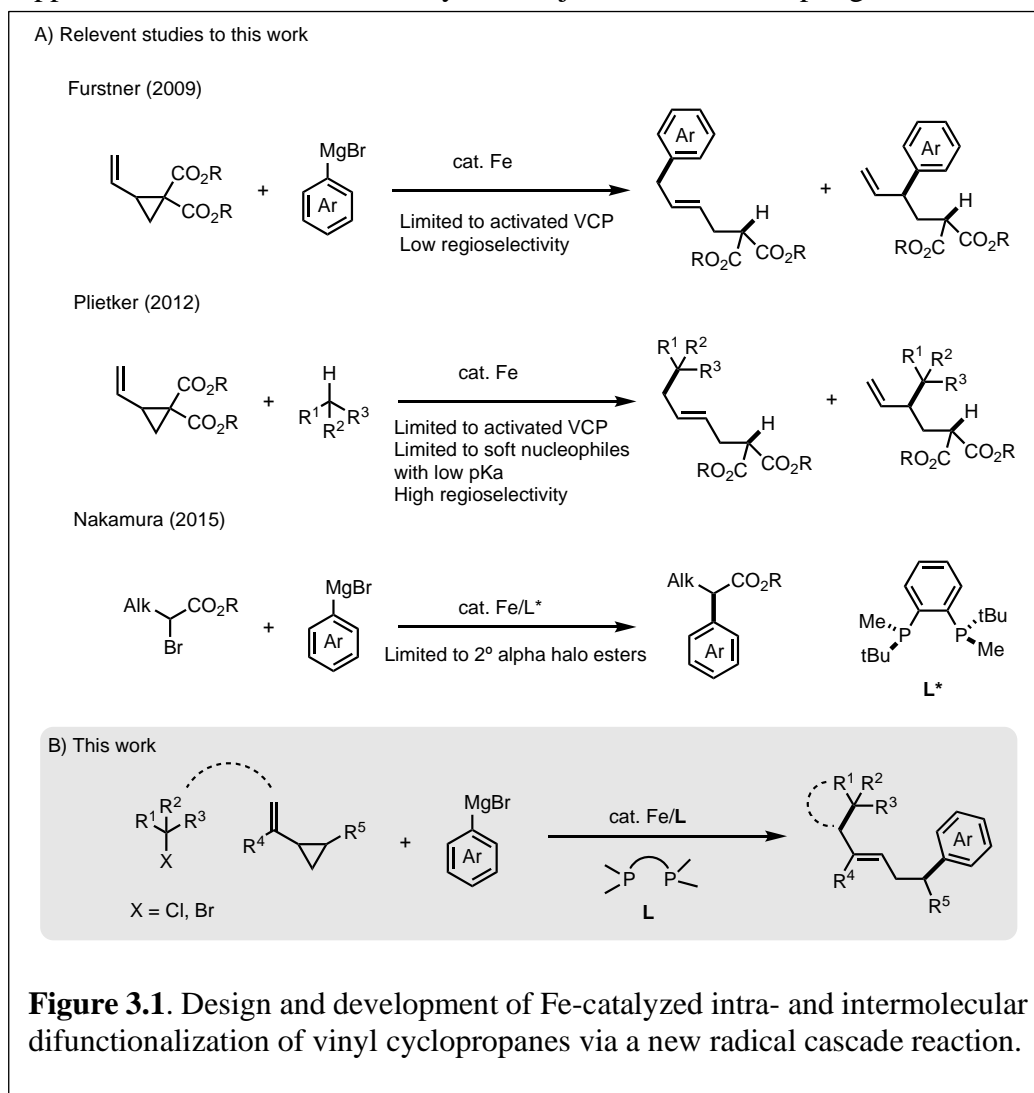 A) Relevent studies to this work
Furstner (2009)
CO2R
CO2R
+
MgBr
Ar
cat. Fe
Limited to activated VCP
Low regioselectivity
Ar
H
RO2C
CO2R
+
Ar
H
RO2C
CO2R
Plietker (2012)
CO2R
CO2R
+
H
R1
R2
R3
cat. Fe
Limited to activated VCP
Limited to soft nucleophiles
with low pKa
High regioselectivity
R1 R2
R3
H
RO2C
CO2R
+
R1 R2
R3
H
RO2C
CO2R
Nakamura (2015)
Alk
CO2R
Br
+
MgBr
Ar
cat. Fe/L*
Limited to 2º alpha halo esters
Alk
CO2R
Ar
Me
P
tBu
P
tBu
Me
L*
B) This work
R1
R2
R3
X
X = Cl, Br
R4
R5
+
MgBr
Ar
cat. Fe/L
P P
L
R1 R2
R3
R4
Ar
R5
Figure 3.1. Design and development of Fe-catalyzed intra- and intermolecular
difunctionalization of vinyl cyclopropanes via a new radical cascade reaction.